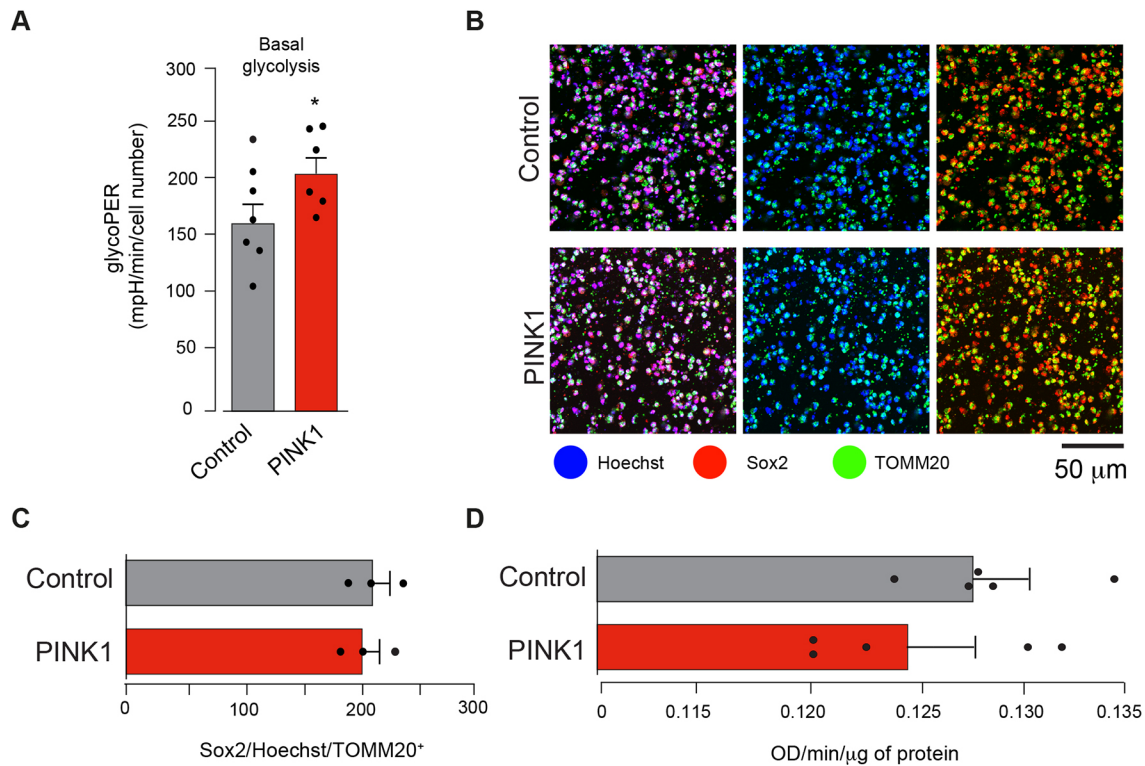 A
Basal
glycolysis
300
250
200
150
100
50
0
*
glycoPER
(mpH/min/cell number)
Control
PINK1
B
Control
PINK1
Hoechst
Sox2
TOMM20
50 μm
C
Control
PINK1
0
100
200
300
Sox2/Hoechst/TOMM20⁺
D
Control
PINK1
0
0.115
0.120
0.125
0.130
0.135
OD/min/μg of protein